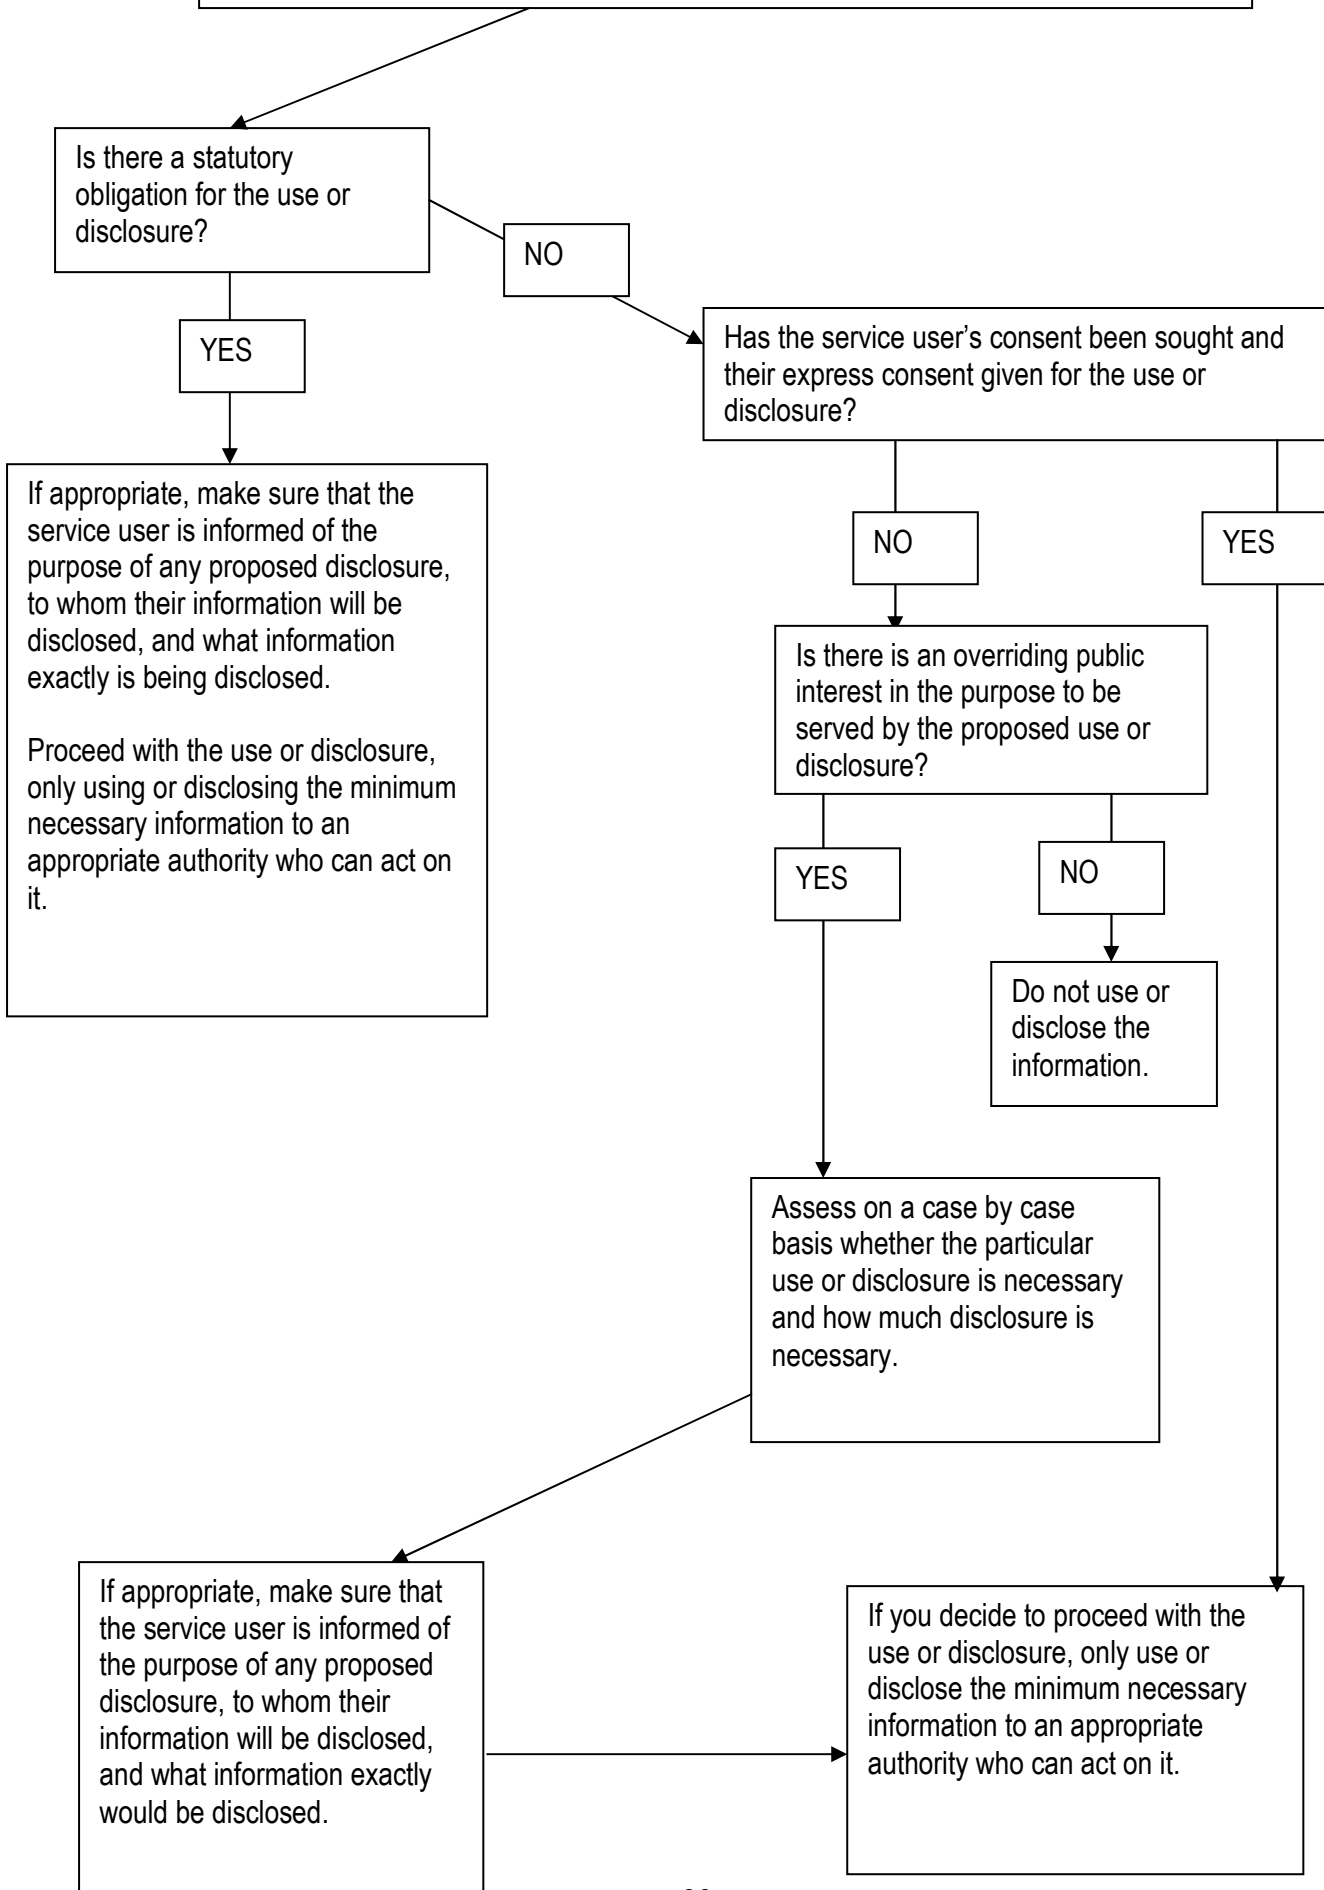 Is there a statutory
obligation for the use or
disclosure?
NO
YES
Has the service user’s consent been sought and
their express consent given for the use or
disclosure?
If appropriate, make sure that the
service user is informed of the
purpose of any proposed disclosure,
to whom their information will be
disclosed, and what information
exactly is being disclosed.
Proceed with the use or disclosure,
only using or disclosing the minimum
necessary information to an
appropriate authority who can act on
it.
NO
YES
Is there is an overriding public
interest in the purpose to be
served by the proposed use or
disclosure?
YES
NO
Do not use or
disclose the
information.
Assess on a case by case
basis whether the particular
use or disclosure is necessary
and how much disclosure is
necessary.
If appropriate, make sure that
the service user is informed of
the purpose of any proposed
disclosure, to whom their
information will be disclosed,
and what information exactly
would be disclosed.
If you decide to proceed with the
use or disclosure, only use or
disclose the minimum necessary
information to an appropriate
authority who can act on it.